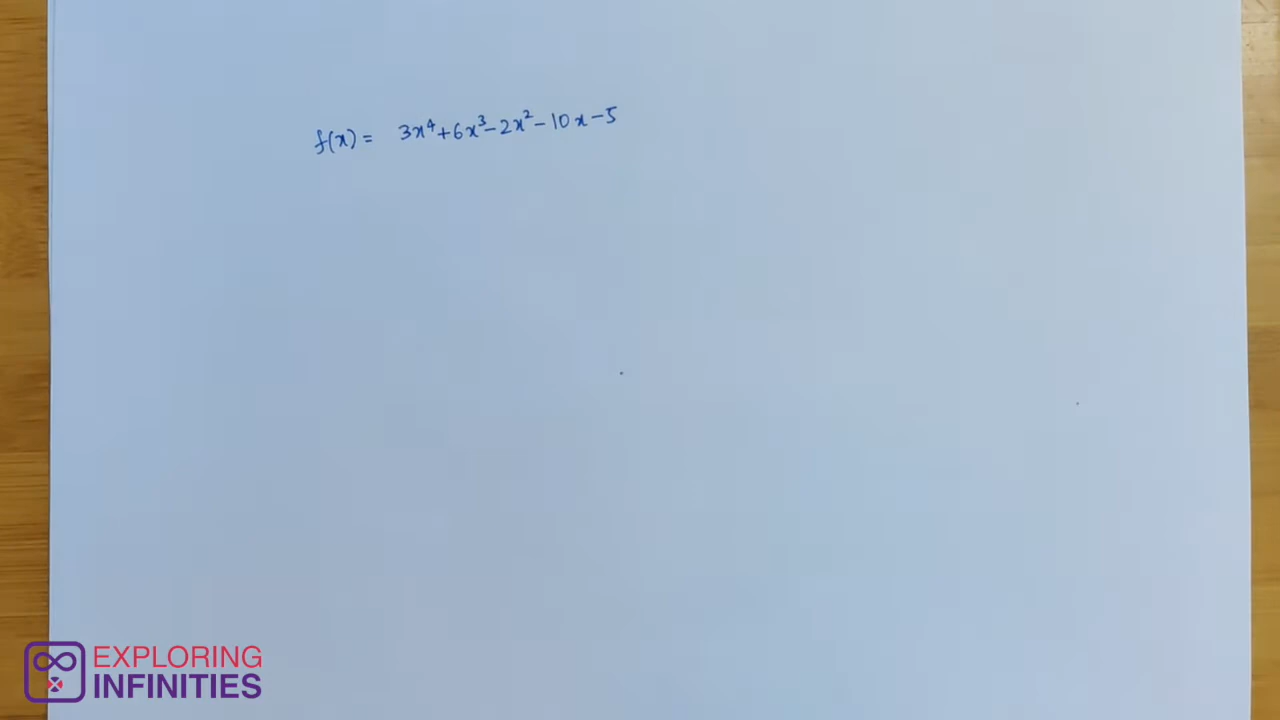 f(x) = 3x⁴+6x³-2x²-10x-5
EXPLORING
INFINITIES